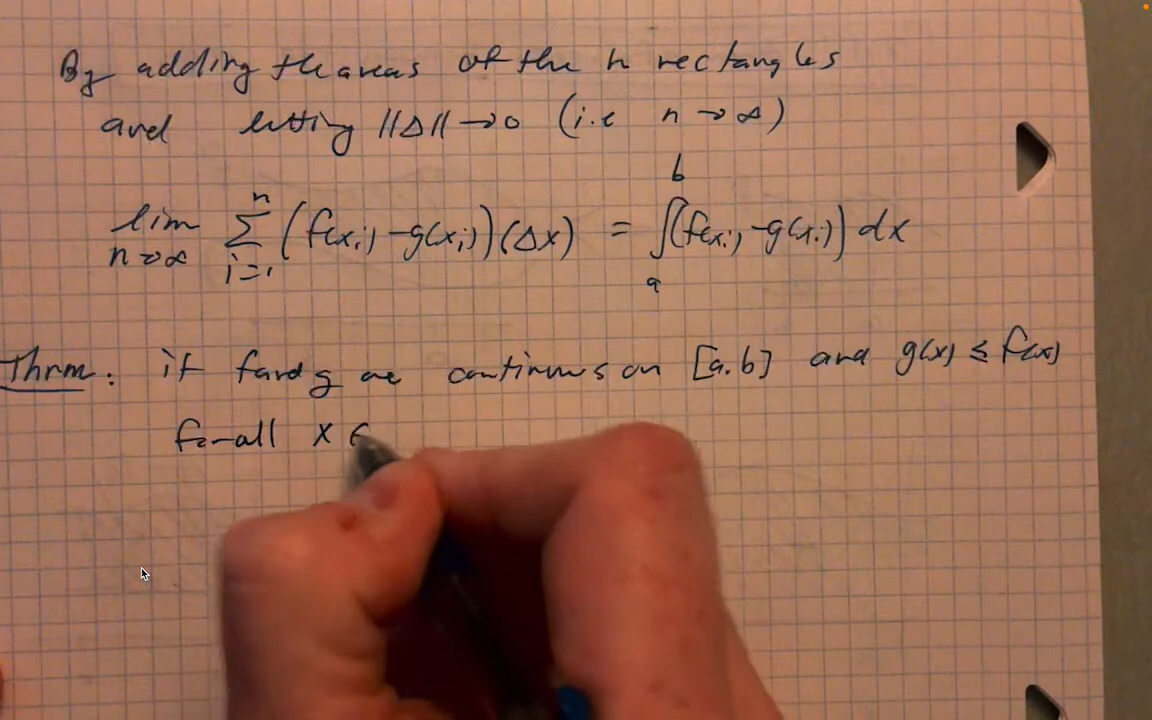 By adding the areas of the n rectangles
and letting ||Δ|| → 0 (i.e n → ∞)
lim n→∞ n Σ i=1 (f(xᵢ) - g(xᵢ))(Δx) = ∫ₐᵇ (f(xᵢ) - g(xᵢ)) dx
Thrm: if f and g are continuous on [a,b] and g(x) ≤ f(x)
for all x ∈